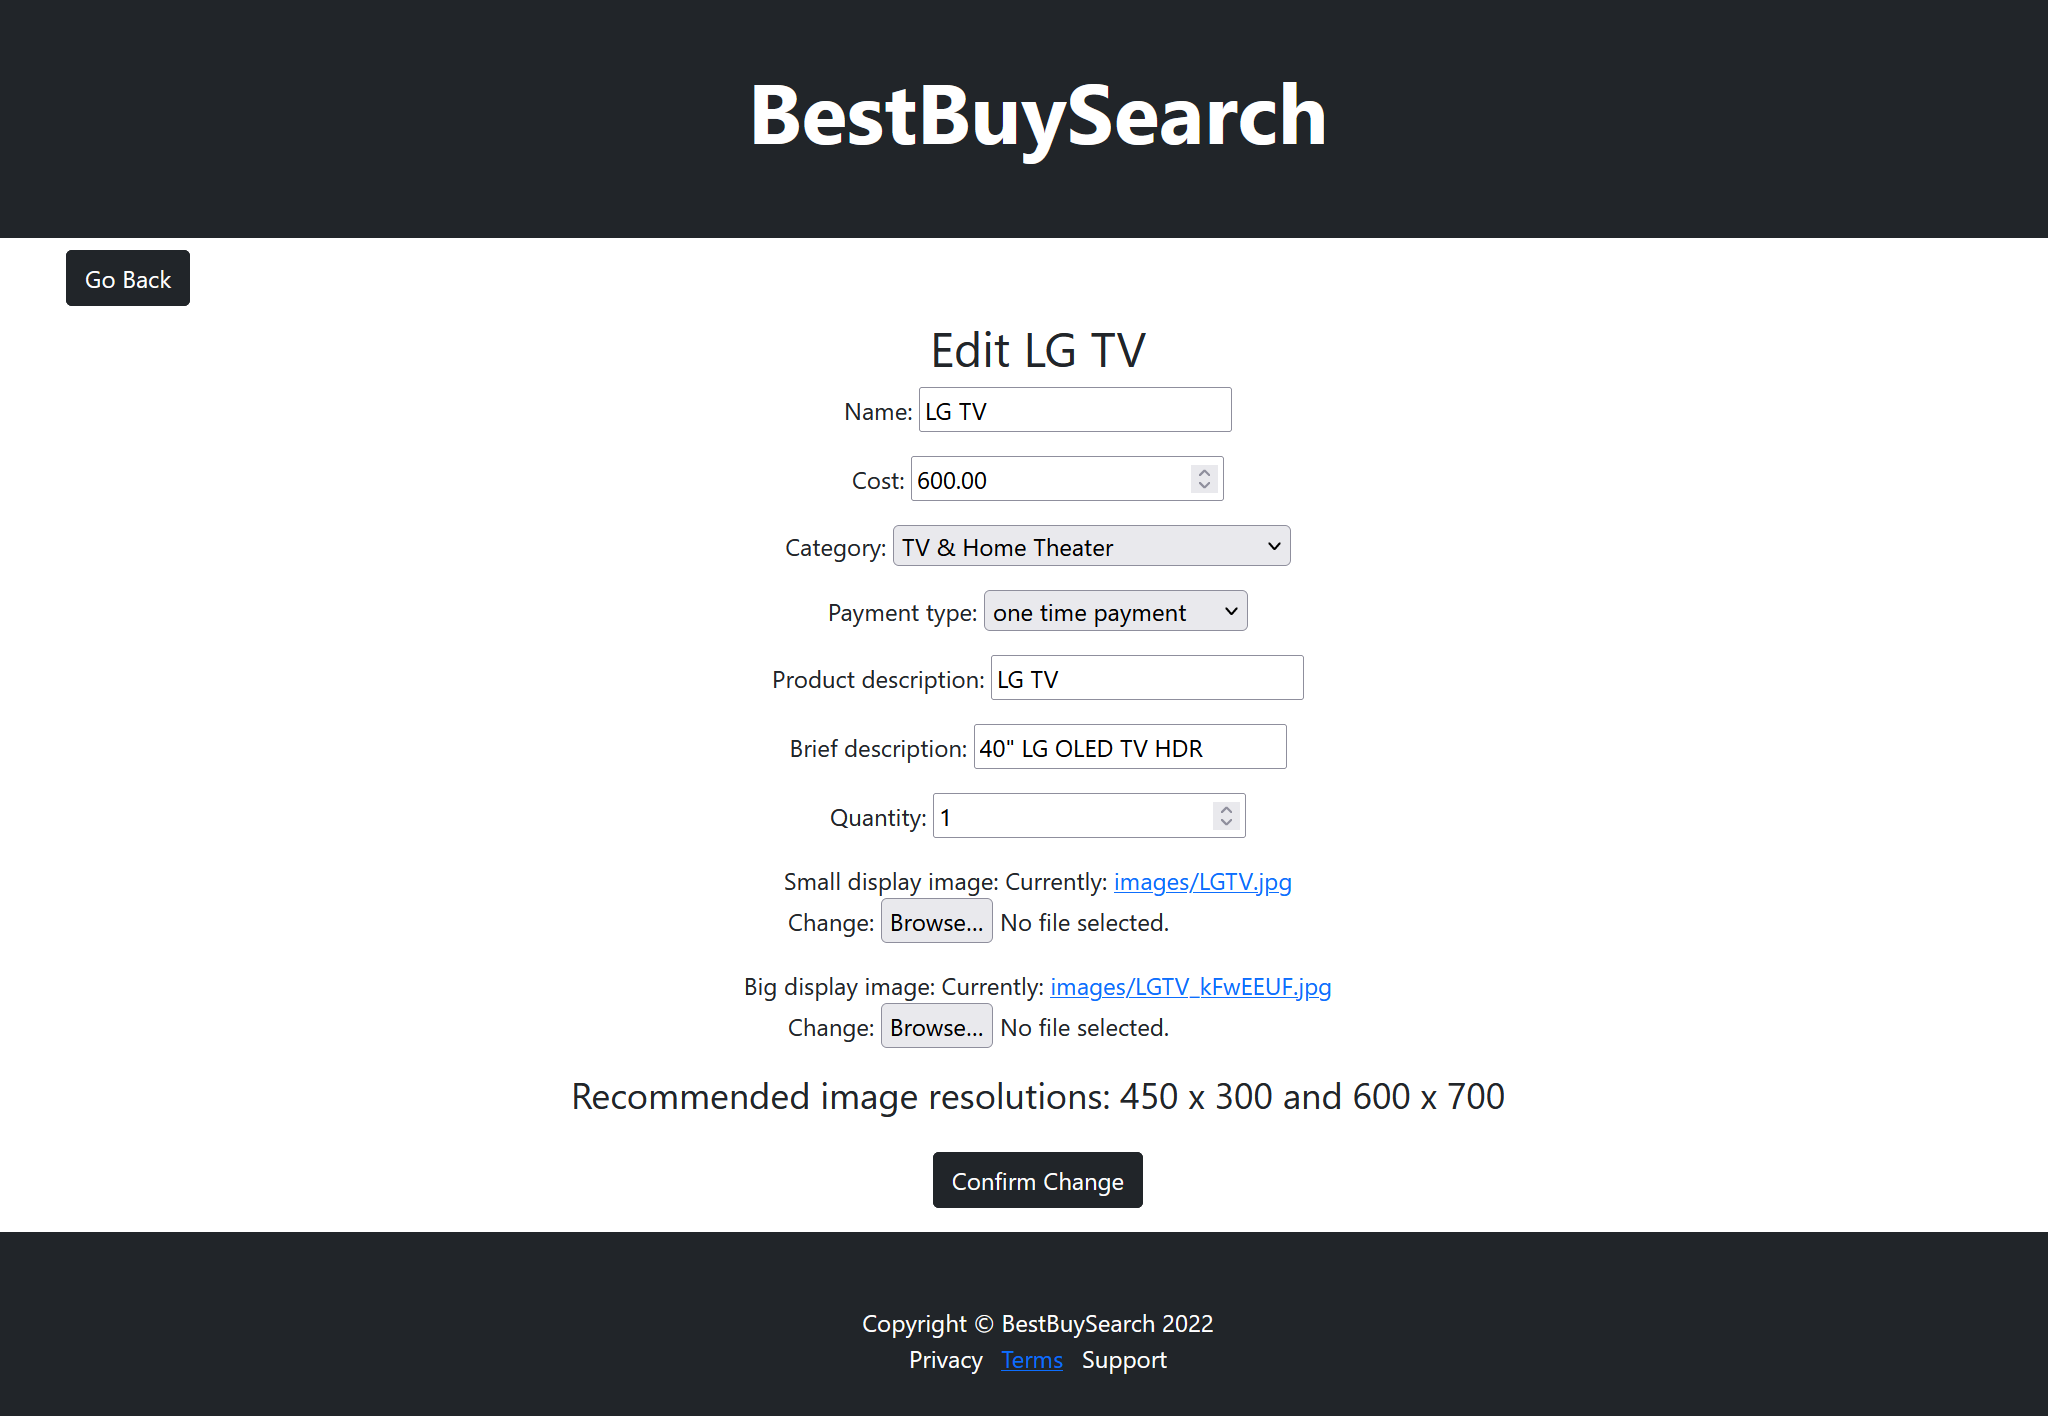 BestBuySearch
Go Back
Edit LG TV
Name: LG TV
Cost: 600.00
Category: TV & Home Theater
Payment type: one time payment
Product description: LG TV
Brief description: 40" LG OLED TV HDR
Quantity: 1
Small display image: Currently: images/LGTV.jpg
Change: Browse... No file selected.
Big display image: Currently: images/LGTV_kFwEEUF.jpg
Change: Browse... No file selected.
Recommended image resolutions: 450 x 300 and 600 x 700
Confirm Change
Copyright © BestBuySearch 2022
Privacy Terms Support